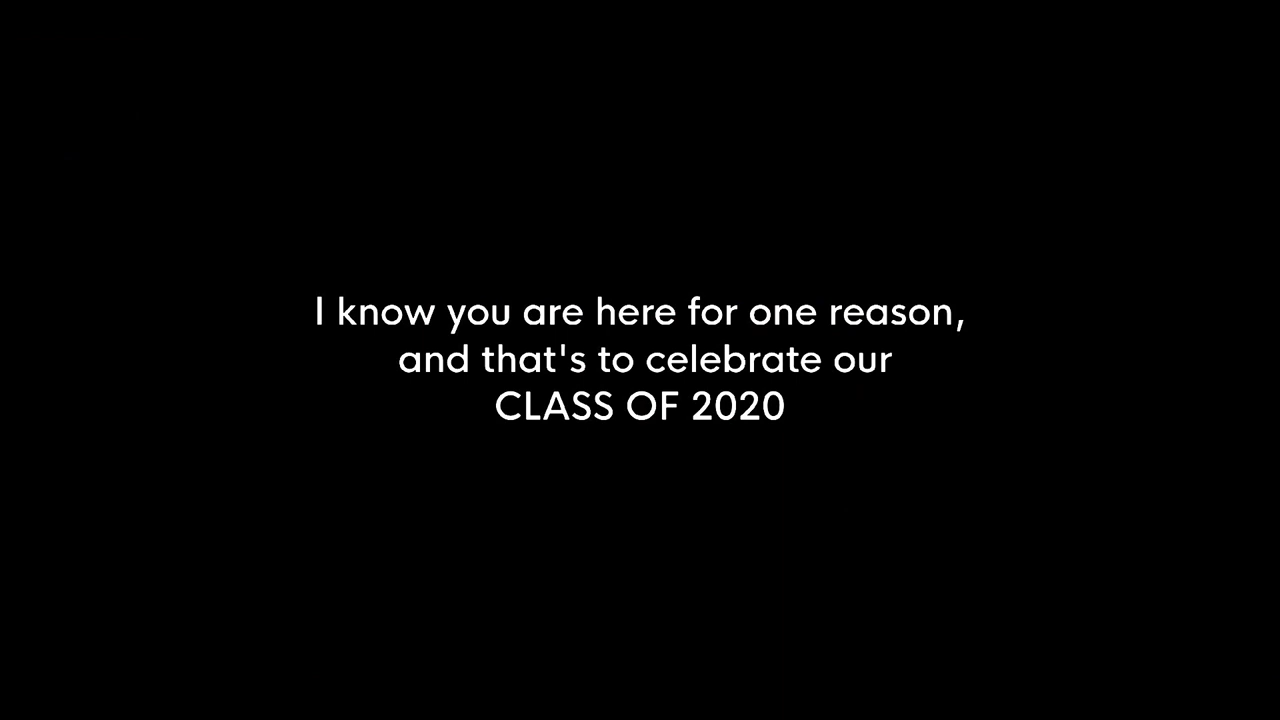 I know you are here for one reason,
and that's to celebrate our
CLASS OF 2020